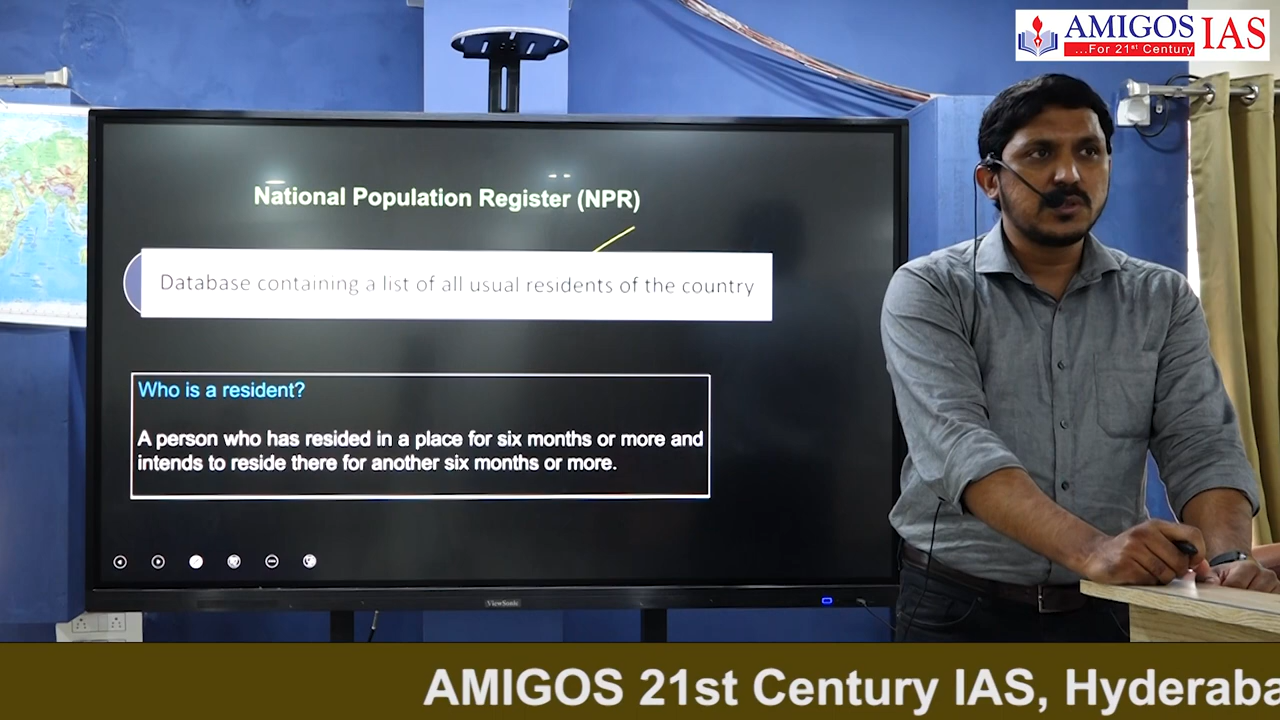 AMIGOS IAS
...For 21st Century
National Population Register (NPR)
Database containing a list of all usual residents of the country
Who is a resident?
A person who has resided in a place for six months or more and
intends to reside there for another six months or more.
ViewSonic
AMIGOS 21st Century IAS, Hyderaba